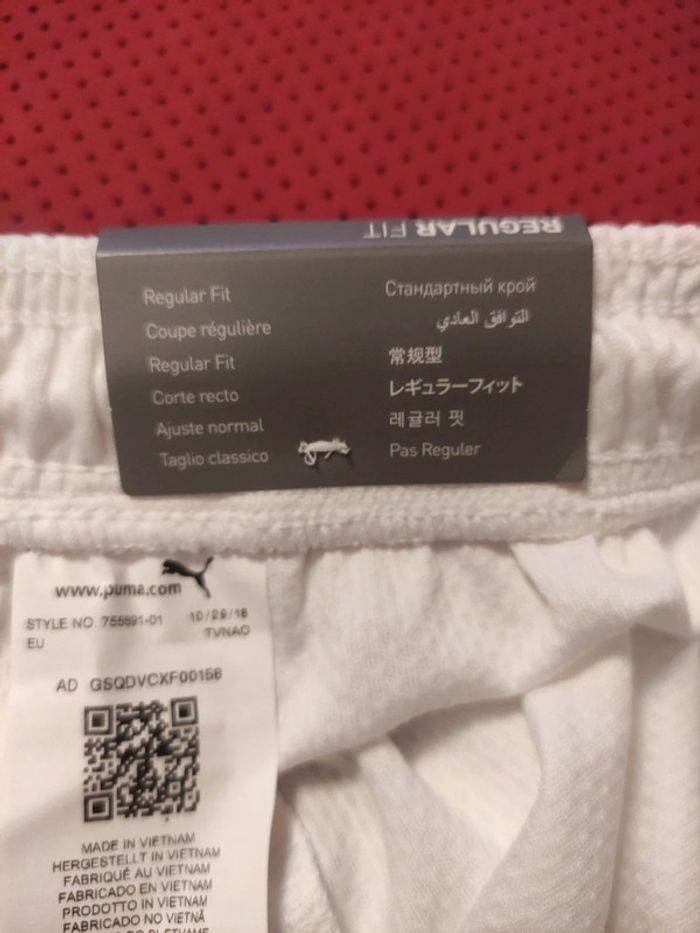 REGULAR FIT
Regular Fit
Coupe régulière
Regular Fit
Corte recto
Ajuste normal
Taglio classico
Стандартный крой
التوافق العادي
常规型
レギュラーフィット
레귤러 핏
Pas Reguler
www.puma.com
STYLE NO. 755691-01 10/29/18
EU TVNAO
AD GSQDVCXF00158
MADE IN VIETNAM
HERGESTELLT IN VIETNAM
FABRIQUÉ AU VIETNAM
FABRICADO EN VIETNAM
PRODOTTO IN VIETNAM
FABRICADO NO VIETNÃ